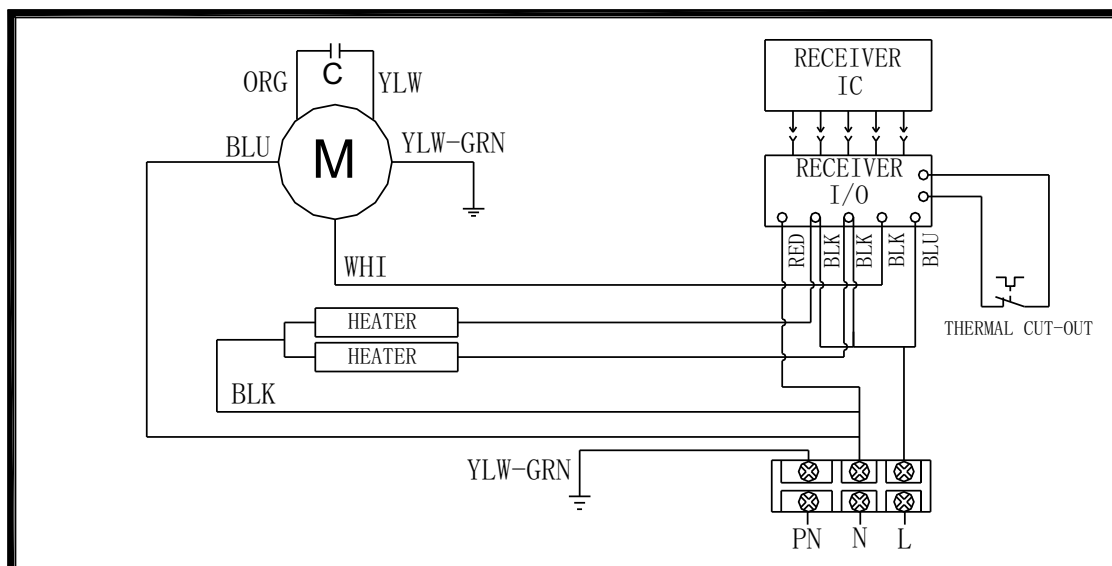 ORG
C
YLW
BLU
M
YLW-GRN
WHI
HEATER
HEATER
BLK
YLW-GRN
RECEIVER
IC
RECEIVER
I/O
RED
BLK
BLK
BLK
BLU
THERMAL CUT-OUT
PN
N
L